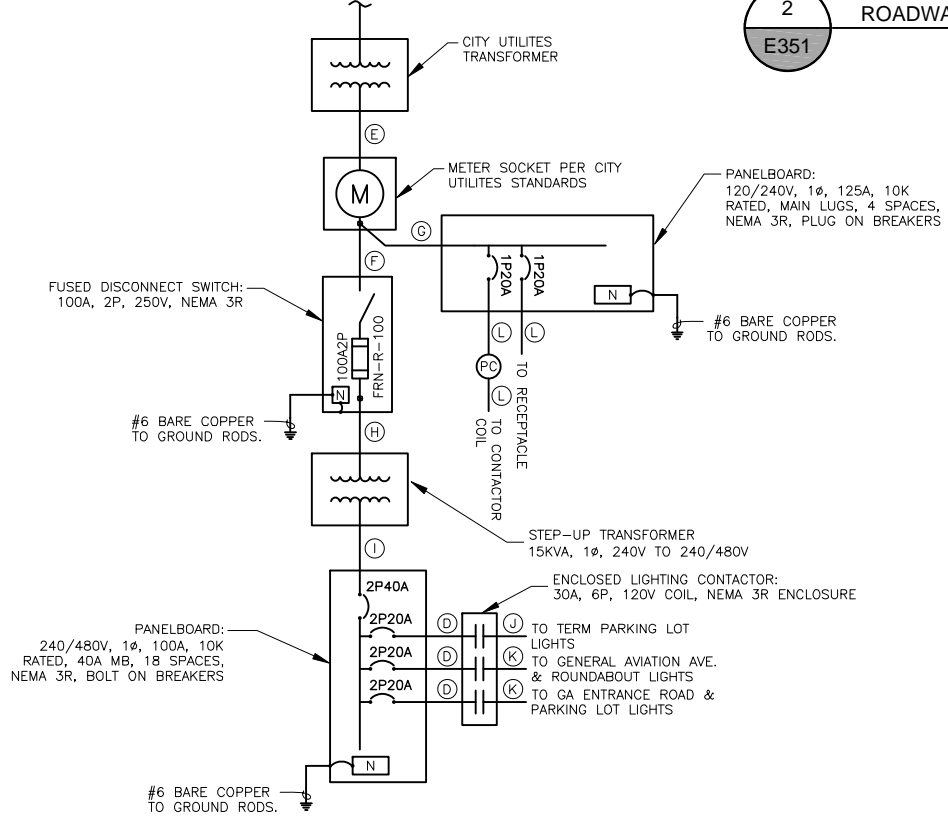 2
E351
ROADWA
CITY UTILITES
TRANSFORMER
E
METER SOCKET PER CITY
UTILITES STANDARDS
M
PANELBOARD:
120/240V, 1ø, 125A, 10K
RATED, MAIN LUGS, 4 SPACES,
NEMA 3R, PLUG ON BREAKERS
G
F
1P20A
1P20A
N
FUSED DISCONNECT SWITCH:
100A, 2P, 250V, NEMA 3R
#6 BARE COPPER
TO GROUND RODS.
L
L
100A2P
FRN-R-100
PC
N
L
TO RECEPTACLE
TO CONTACTOR
COIL
#6 BARE COPPER
TO GROUND RODS.
H
STEP-UP TRANSFORMER
15KVA, 1ø, 240V TO 240/480V
I
ENCLOSED LIGHTING CONTACTOR:
30A, 6P, 120V COIL, NEMA 3R ENCLOSURE
2P40A
PANELBOARD:
240/480V, 1ø, 100A, 10K
RATED, 40A MB, 18 SPACES,
NEMA 3R, BOLT ON BREAKERS
2P20A
D
J
TO TERM PARKING LOT
LIGHTS
2P20A
D
K
TO GENERAL AVIATION AVE.
& ROUNDABOUT LIGHTS
2P20A
D
K
TO GA ENTRANCE ROAD &
PARKING LOT LIGHTS
N
#6 BARE COPPER
TO GROUND RODS.